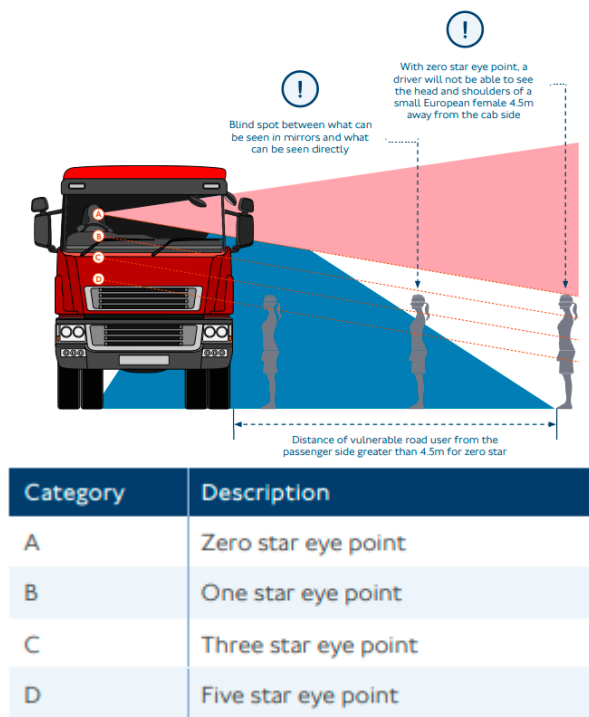 !
With zero star eye point, a
driver will not be able to see
the head and shoulders of a
small European female 4.5m
away from the cab side
!
Blind spot between what can
be seen in mirrors and what
can be seen directly
A
B
C
D
Distance of vulnerable road user from the
passenger side greater than 4.5m for zero star
Category Description
A Zero star eye point
B One star eye point
C Three star eye point
D Five star eye point